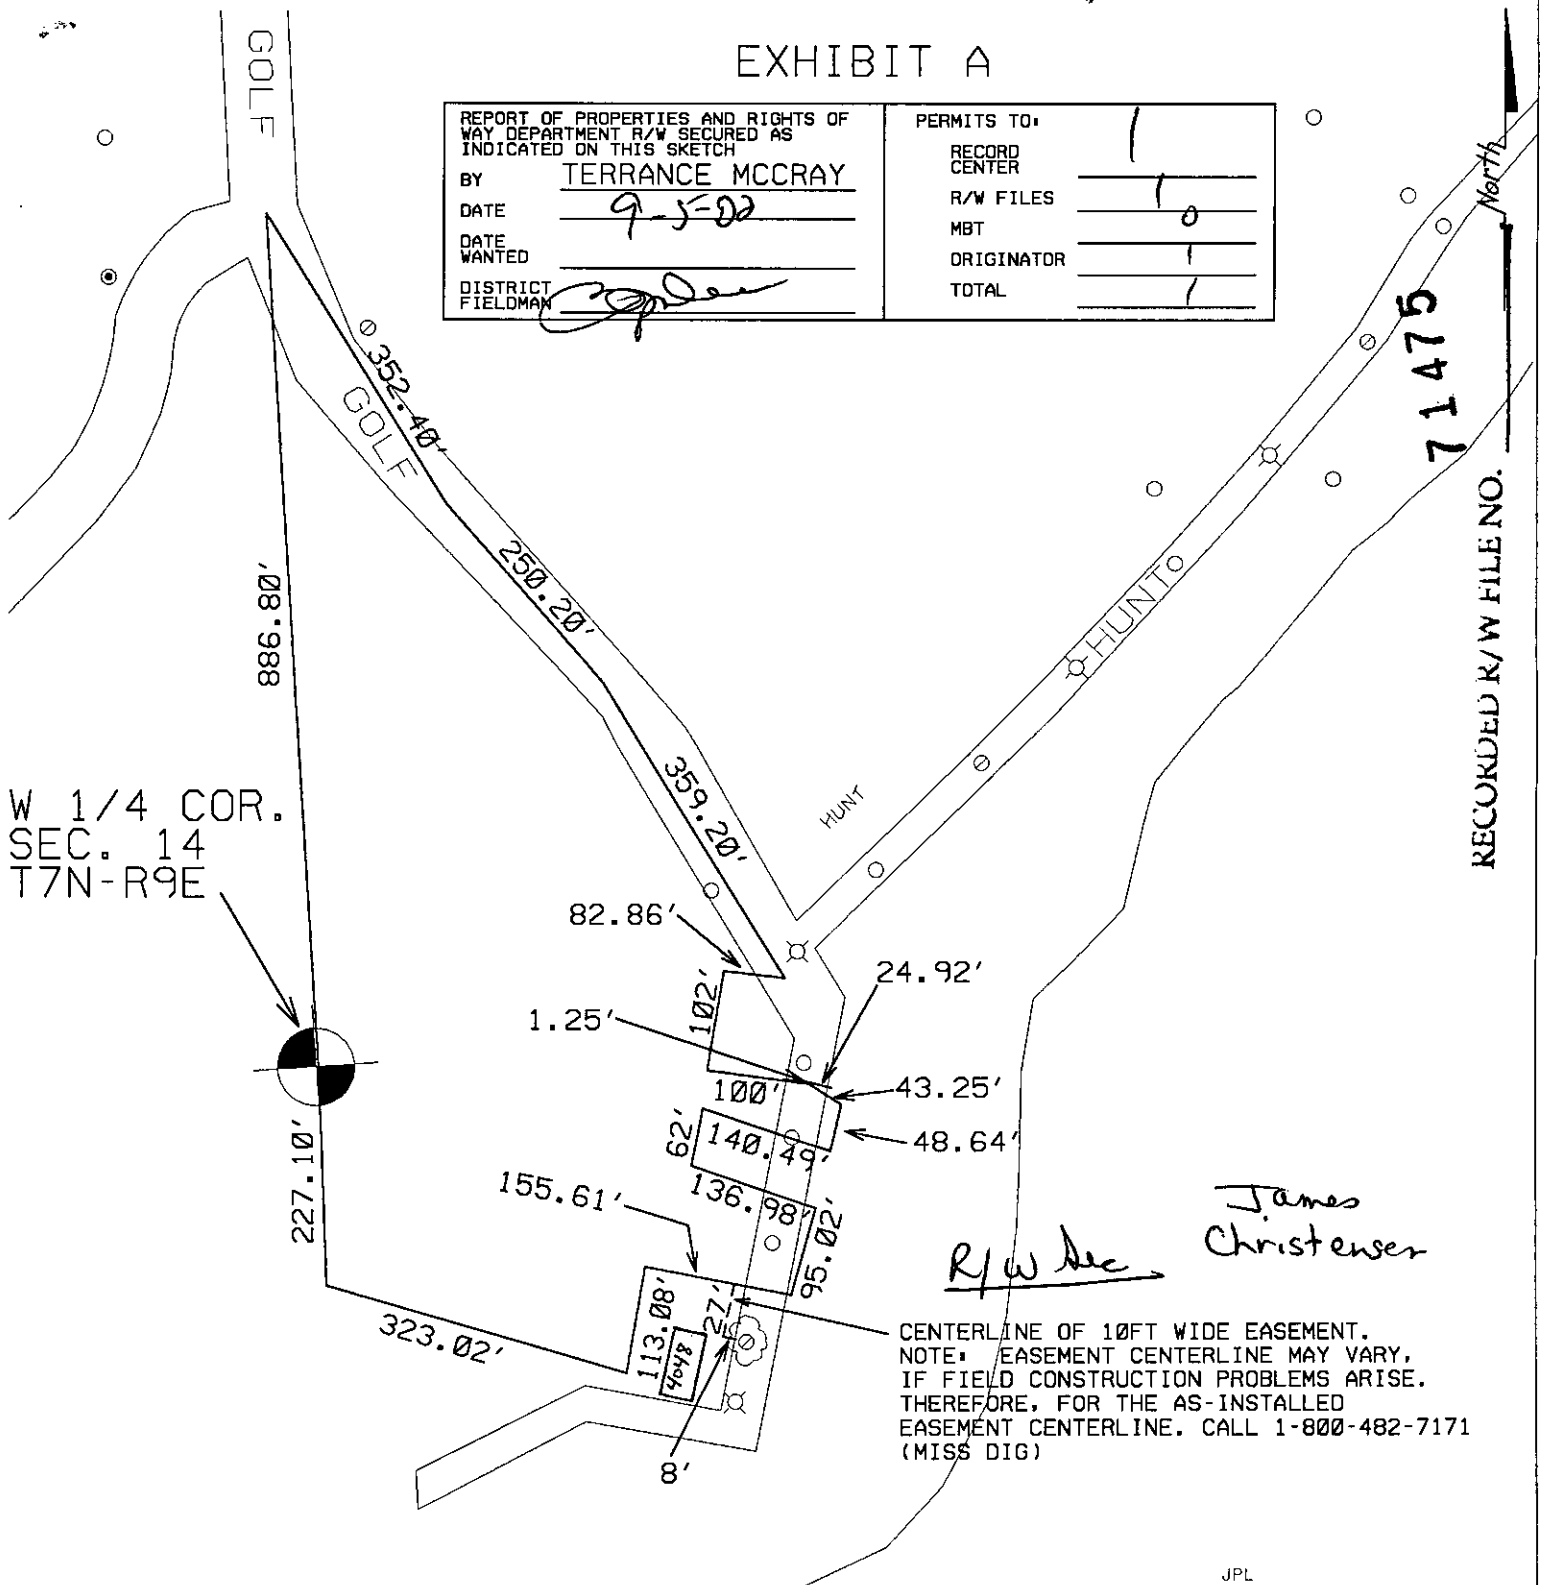 EXHIBIT A
GOLF
REPORT OF PROPERTIES AND RIGHTS OF
WAY DEPARTMENT R/W SECURED AS
INDICATED ON THIS SKETCH
BY TERRANCE MCCRAY
DATE 9-5-02
DATE
WANTED
DISTRICT
FIELDMAN
PERMITS TO:
RECORD
CENTER 1
R/W FILES 1
MBT 0
ORIGINATOR 1
TOTAL 1
North
RECORDED R/W FILE NO. 71475
352.40'
GOLF
250.20'
886.08'
359.20'
HUNT
HUNT
W 1/4 COR.
SEC. 14
T7N-R9E
82.86'
102'
24.92'
1.25'
100'
43.25'
62'
140.49'
48.64'
227.10'
155.61'
136.98'
95.02'
James
Christensen
R/W Sec
323.02'
113.08'
27'
4048
8'
CENTERLINE OF 10FT WIDE EASEMENT.
NOTE: EASEMENT CENTERLINE MAY VARY,
IF FIELD CONSTRUCTION PROBLEMS ARISE.
THEREFORE, FOR THE AS-INSTALLED
EASEMENT CENTERLINE. CALL 1-800-482-7171
(MISS DIG)
JPL